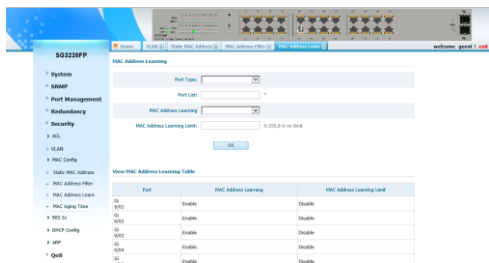 Home VLAN Static MAC Address MAC Address Filter MAC Address Learn welcome guest ! exit
SG3226FP
System
SNMP
Port Management
Redundancy
Security
ACL
VLAN
MAC Config
Static MAC Address
MAC Address Filter
MAC Address Learn
MAC Aging Time
802.1x
DHCP Config
ARP
QoS
MAC Address Learning
Port Type:
Port List: *
MAC Address Learning
MAC Address Learning Limit: 0-255,0 is no limit
OK
View MAC Address Learning Table
Port MAC Address Learning MAC Address Learning Limit
Gi 0/01 Enable Disable
Gi 0/02 Enable Disable
Gi 0/03 Enable Disable
Gi 0/04 Enable Disable
Gi Enable Disable